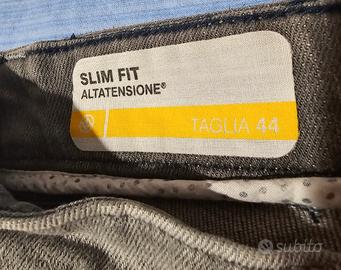 SLIM FIT
ALTATENSIONE®
TAGLIA 44
subito